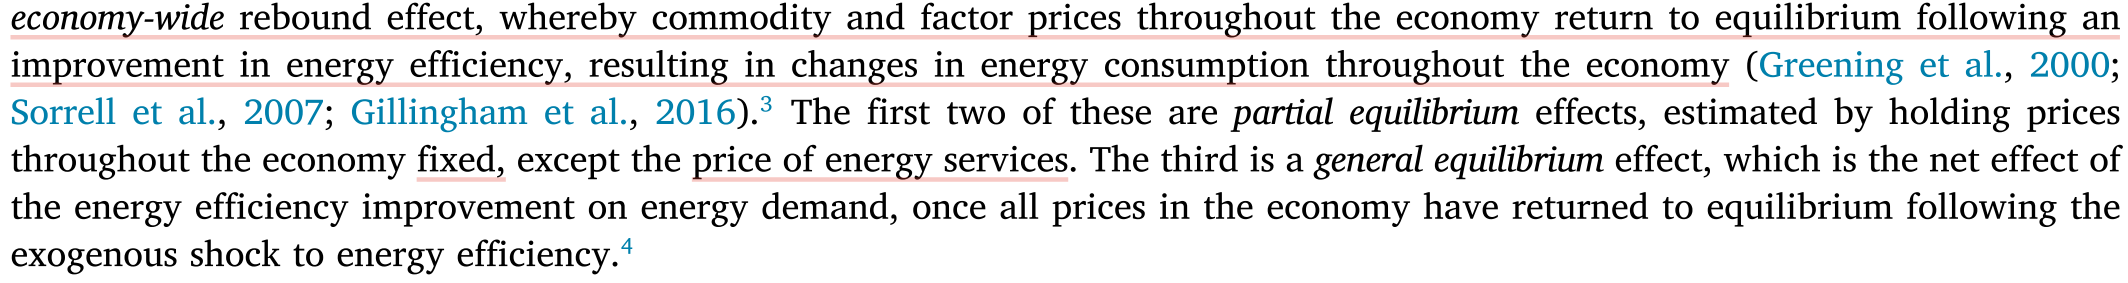 economy-wide rebound effect, whereby commodity and factor prices throughout the economy return to equilibrium following an
improvement in energy efficiency, resulting in changes in energy consumption throughout the economy (Greening et al., 2000;
Sorrell et al., 2007; Gillingham et al., 2016).³ The first two of these are partial equilibrium effects, estimated by holding prices
throughout the economy fixed, except the price of energy services. The third is a general equilibrium effect, which is the net effect of
the energy efficiency improvement on energy demand, once all prices in the economy have returned to equilibrium following the
exogenous shock to energy efficiency.⁴